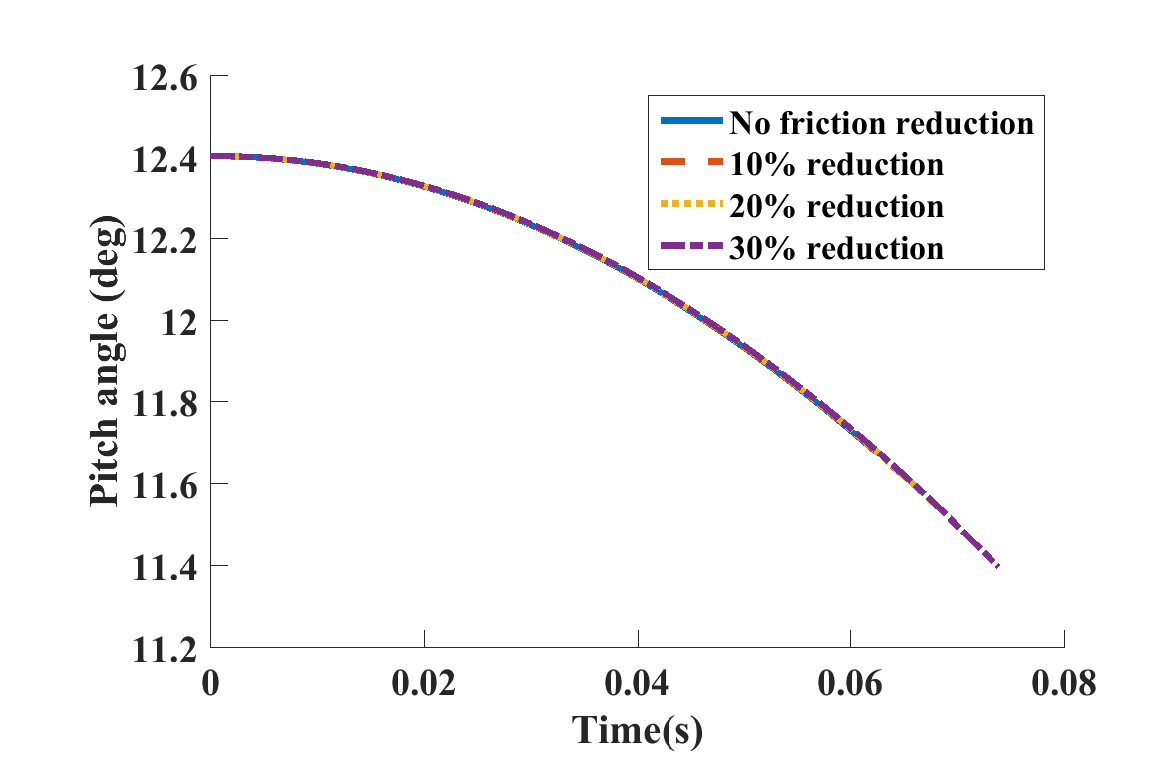 12.6
12.4
12.2
12
11.8
11.6
11.4
11.2
Pitch angle (deg)
No friction reduction
10% reduction
20% reduction
30% reduction
0 0.02 0.04 0.06 0.08
Time(s)